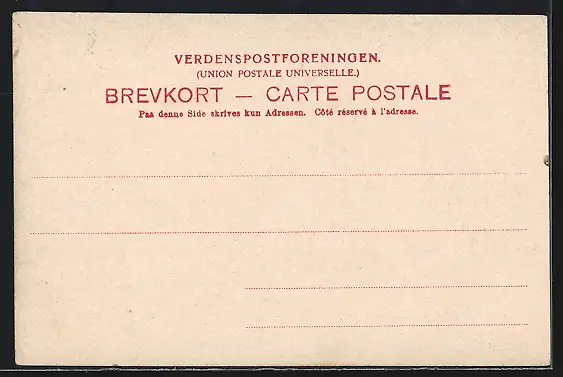 VERDENSPOSTFORENINGEN.
(UNION POSTALE UNIVERSELLE.)
BREVKORT — CARTE POSTALE
Paa denne Side skrives kun Adressen. Côté réservé à l'adresse.